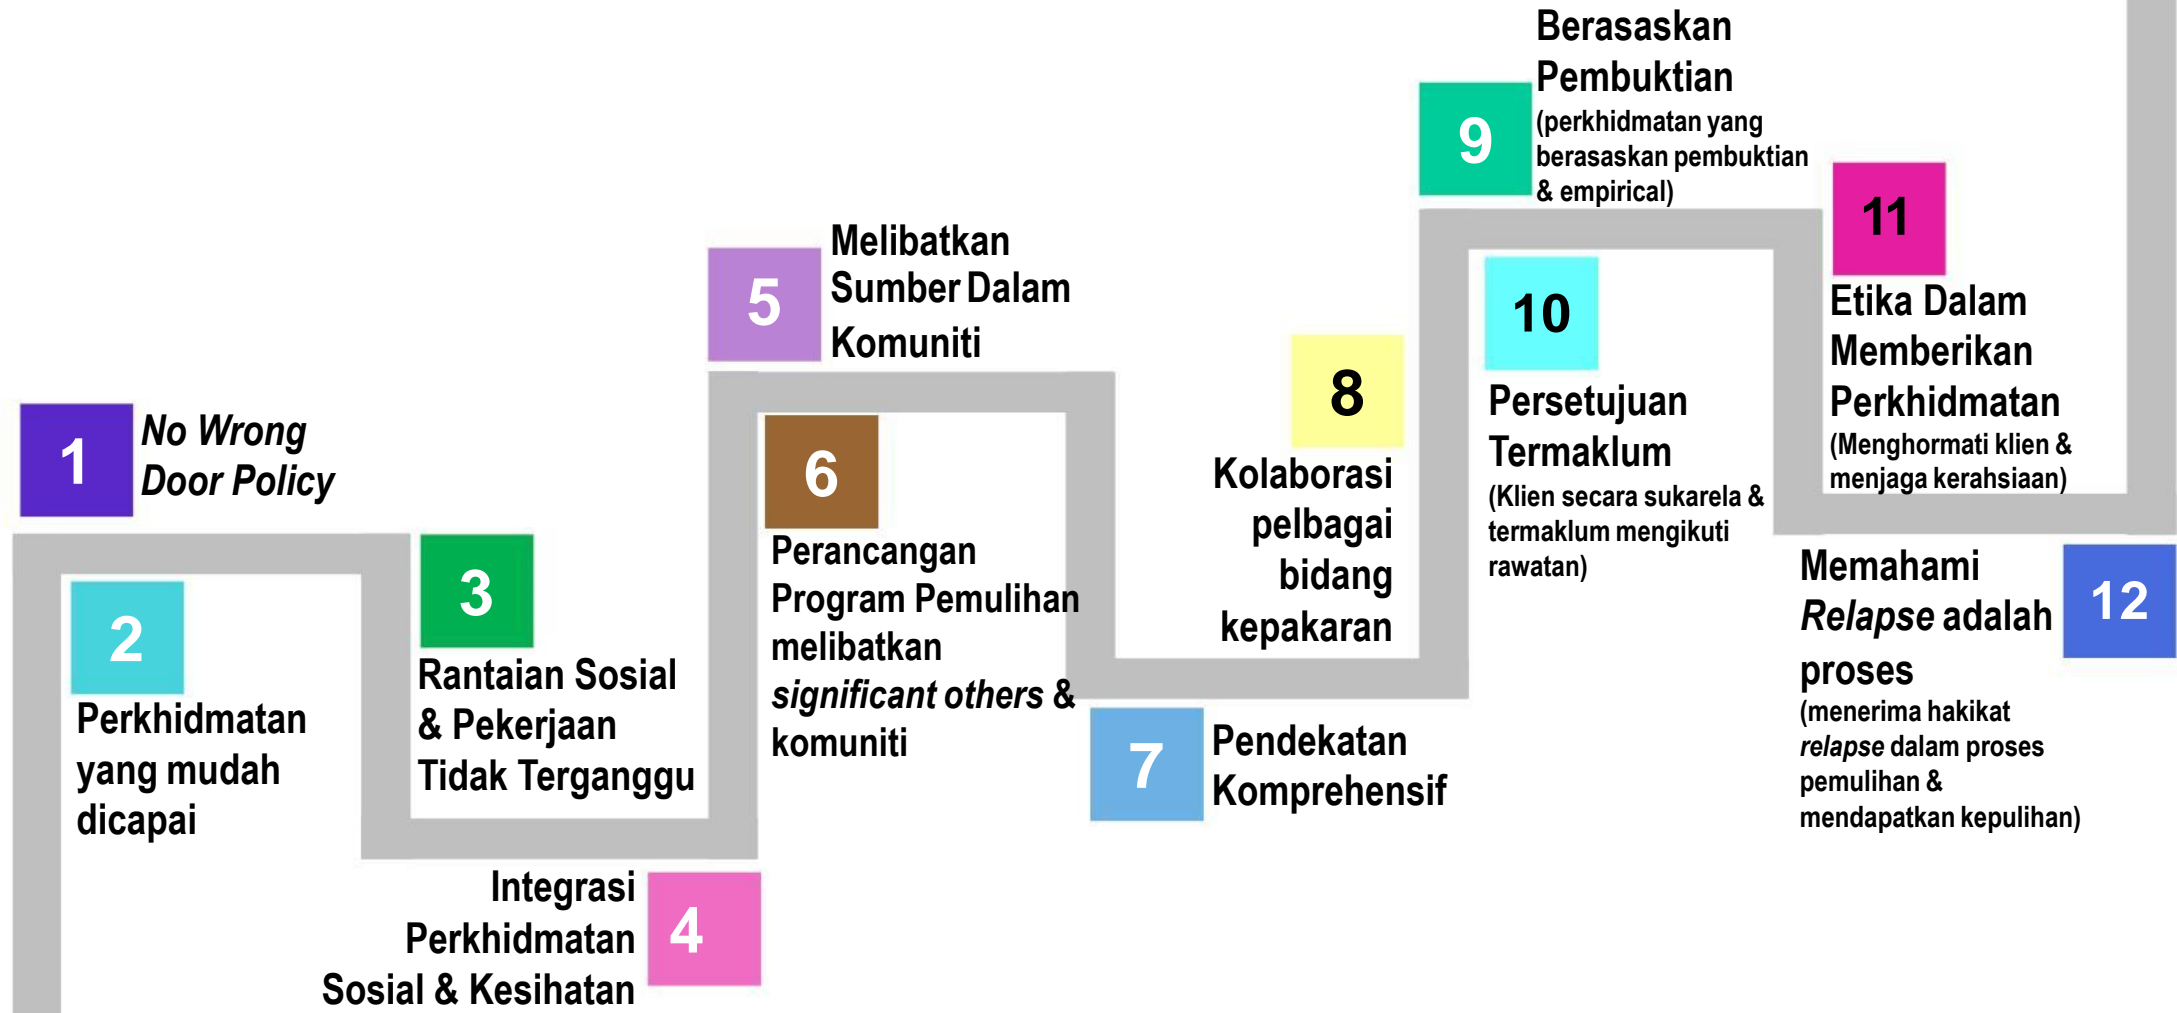 1
No Wrong
Door Policy
2
Perkhidmatan
yang mudah
dicapai
3
Rantaian Sosial
& Pekerjaan
Tidak Terganggu
4
Integrasi
Perkhidmatan
Sosial & Kesihatan
5
Melibatkan
Sumber Dalam
Komuniti
6
Perancangan
Program Pemulihan
melibatkan
significant others &
komuniti
7
Pendekatan
Komprehensif
8
Kolaborasi
pelbagai
bidang
kepakaran
9
Berasaskan
Pembuktian
(perkhidmatan yang
berasaskan pembuktian
& empirical)
10
Persetujuan
Termaklum
(Klien secara sukarela &
termaklum mengikuti
rawatan)
11
Etika Dalam
Memberikan
Perkhidmatan
(Menghormati klien &
menjaga kerahsiaan)
12
Memahami
Relapse adalah
proses
(menerima hakikat
relapse dalam proses
pemulihan &
mendapatkan kepulihan)